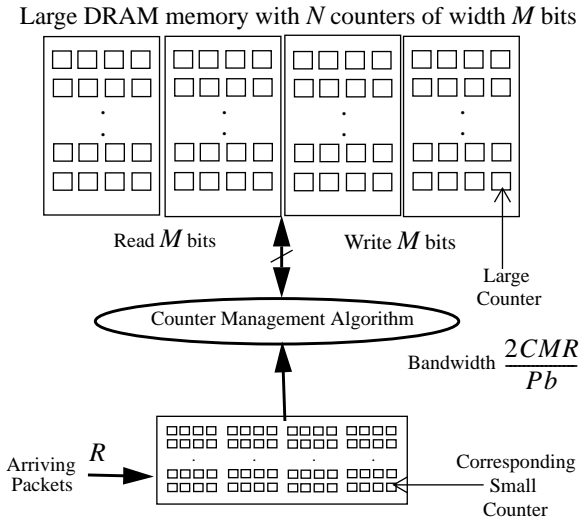 Large DRAM memory with N counters of width M bits
Read M bits
Write M bits
Large
Counter
Counter Management Algorithm
Bandwidth 2CMR / Pb
R
Arriving
Packets
Corresponding
Small
Counter